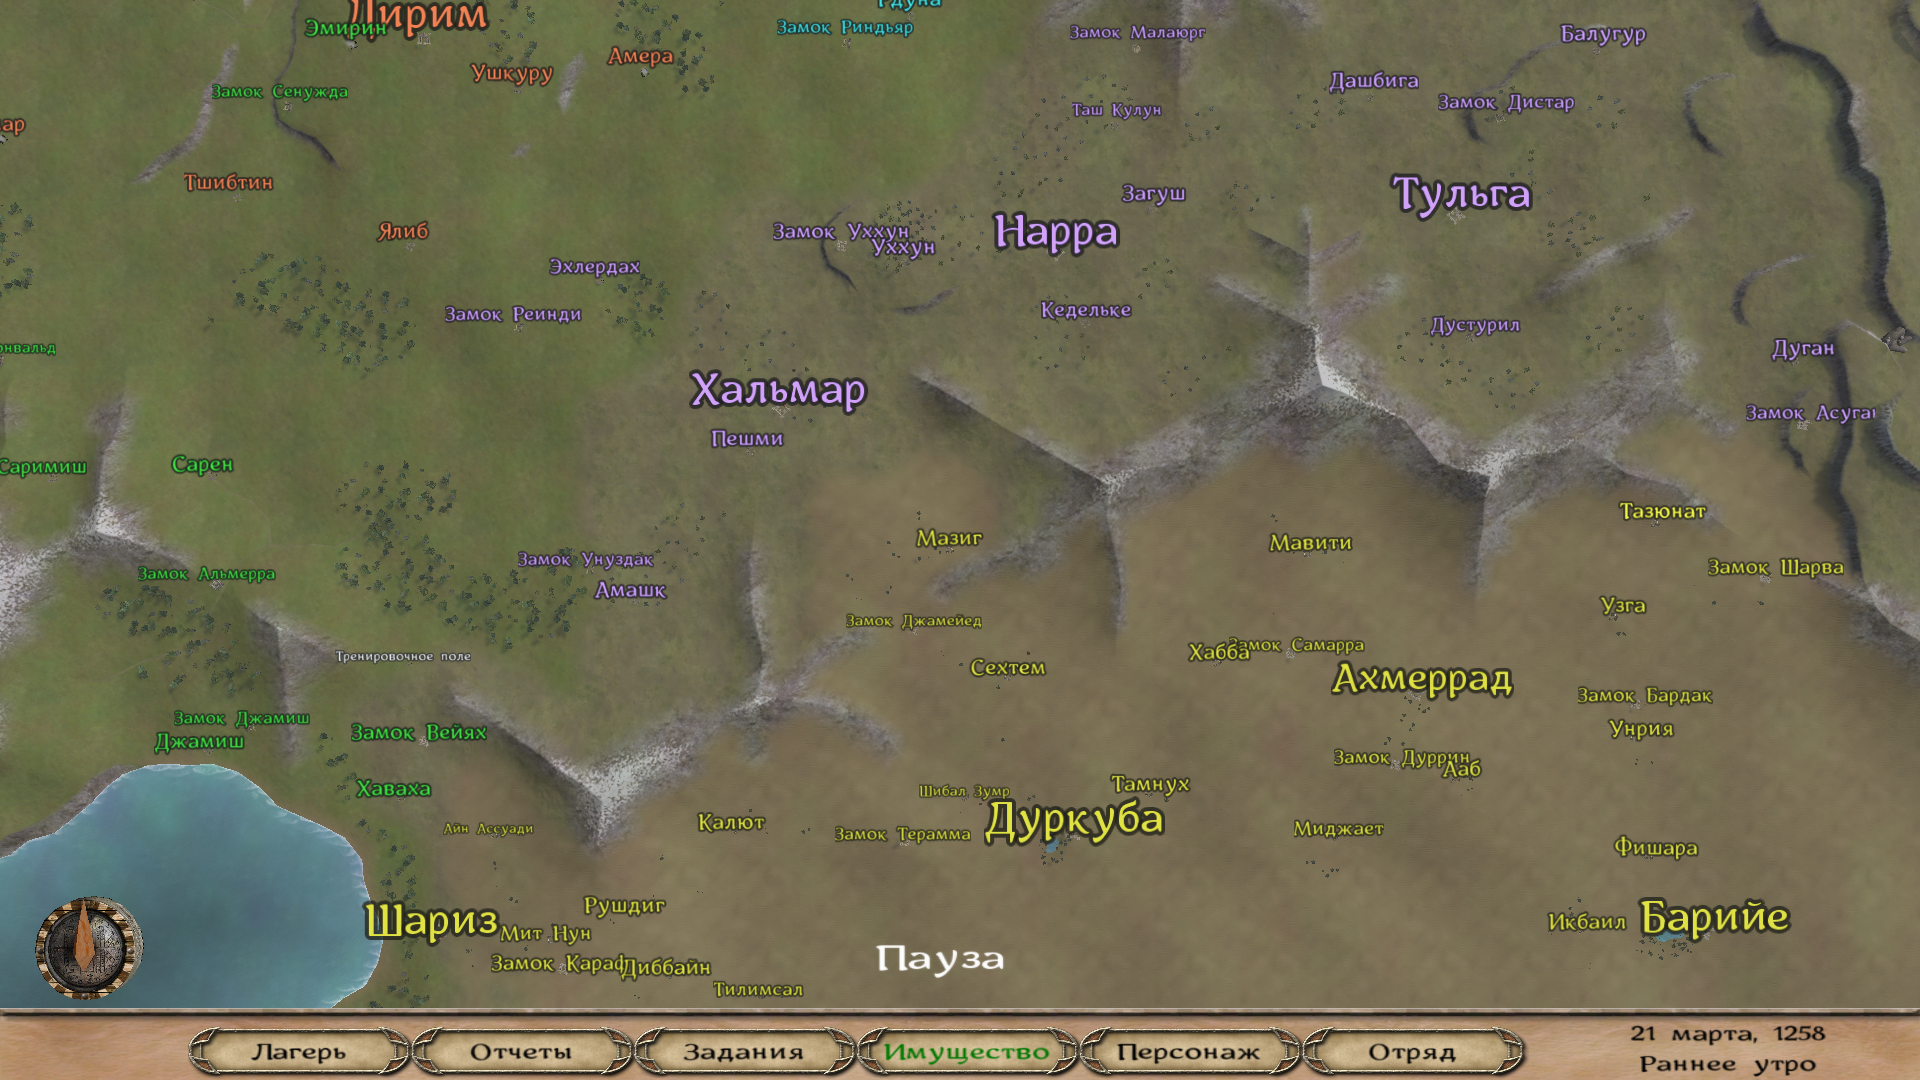 Дирим
Эмирин
Замок Риндьяр
Замок Малаюрг
Балугур
Ушкуру
Амера
Дашбига
Замок Сенужда
Таш Кулун
Замок Дистар
Тшибтин
Загуш
Тульга
Ялиб
Замок Уххун
Уххун
Нарра
Эхлердах
Замок Реинди
Кедельке
Дустурил
Дуган
Хальмар
Замок Асуган
Пешми
Саримиш
Сарен
Тазюнат
Мазиг
Мавити
Замок Унуздак
Замок Шарва
Замок Альмерра
Амашк
Узга
Замок Джамейед
Замок Самарра
Хабба
Тренировочное поле
Сехтем
Ахмеррад
Замок Бардак
Замок Джамиш
Джамиш
Замок Вейях
Унрия
Замок Дуррин
Ааб
Хаваха
Шибал Зумр
Тамнух
Дуркуба
Айн Ассуади
Калют
Замок Терамма
Миджает
Фишара
Шариз
Рушдиг
Мит Нун
Икбаил
Барийе
Замок Караф
Диббайн
Пауза
Тилимсал
Лагерь
Отчеты
Задания
Имущество
Персонаж
Отряд
21 марта, 1258
Раннее утро